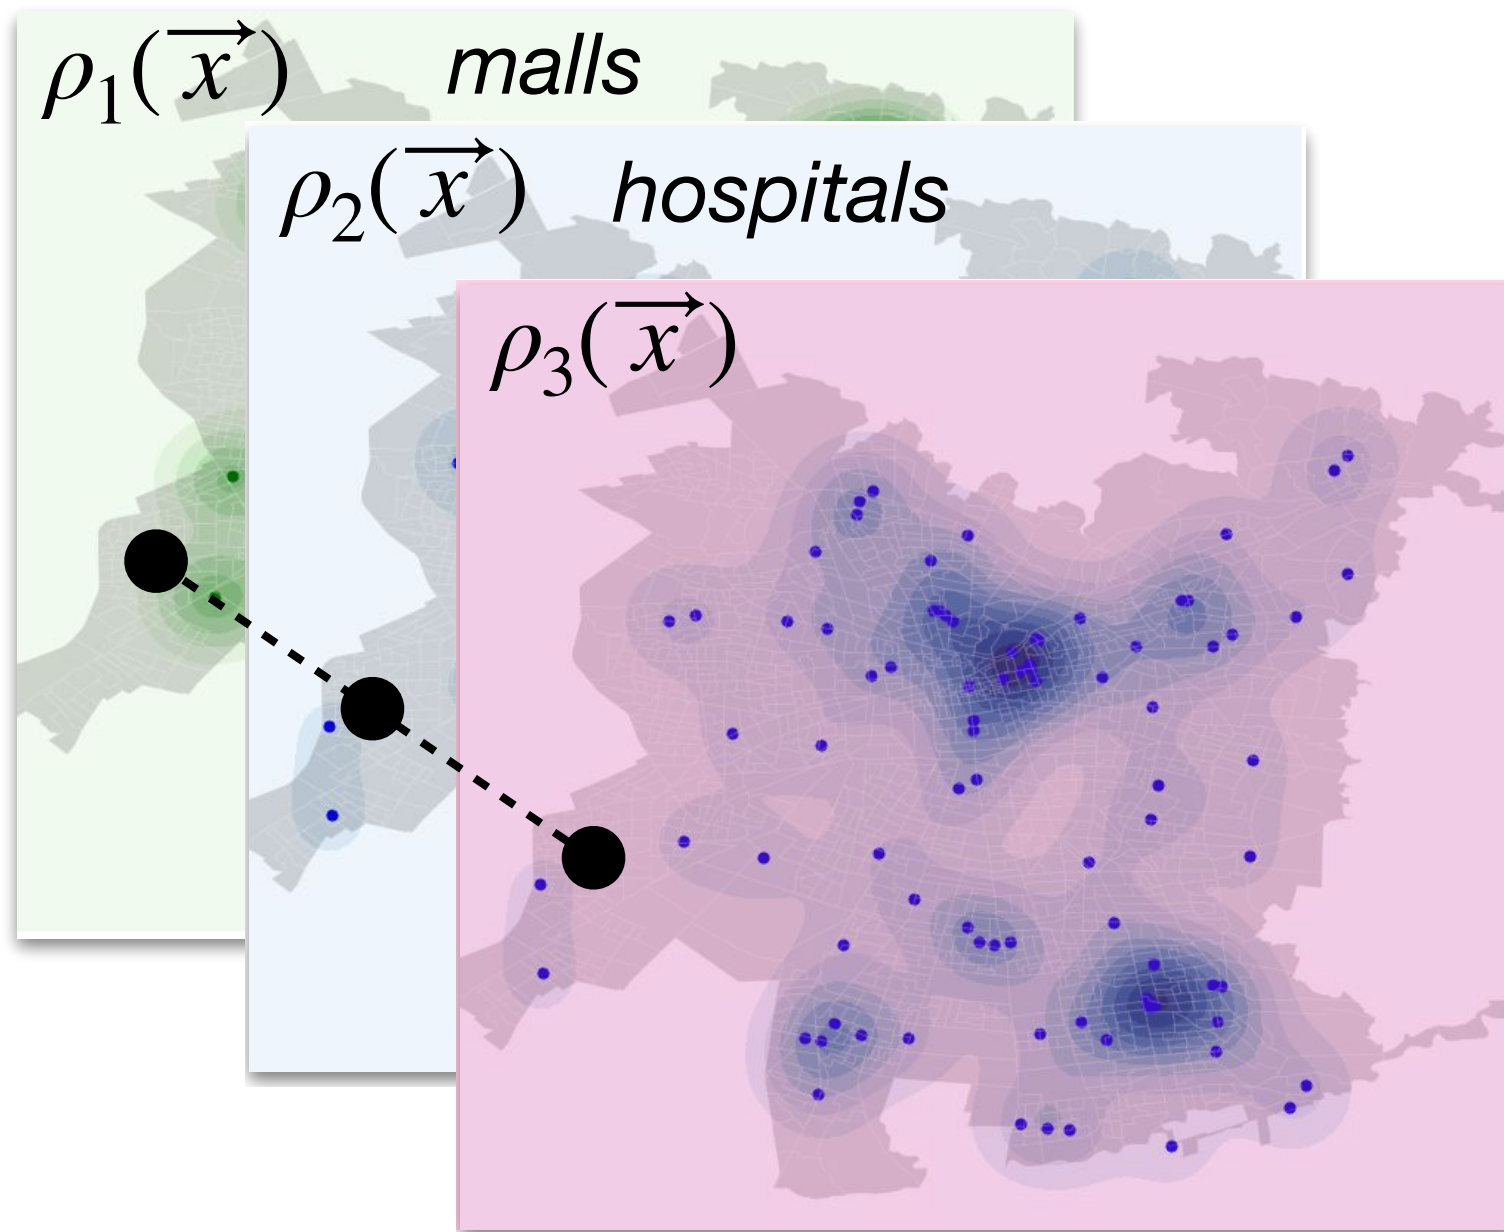 ρ₁(x⃗) malls
ρ₂(x⃗) hospitals
ρ₃(x⃗)